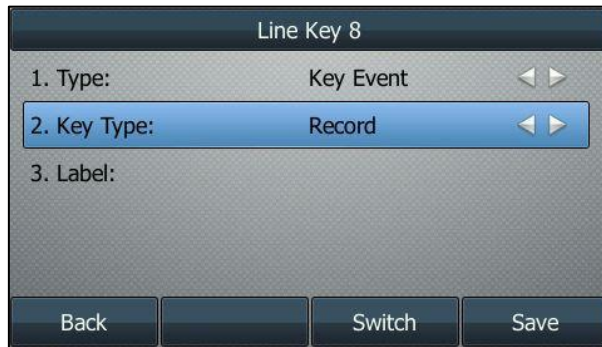 Line Key 8
1. Type: Key Event
2. Key Type: Record
3. Label:
Back Switch Save